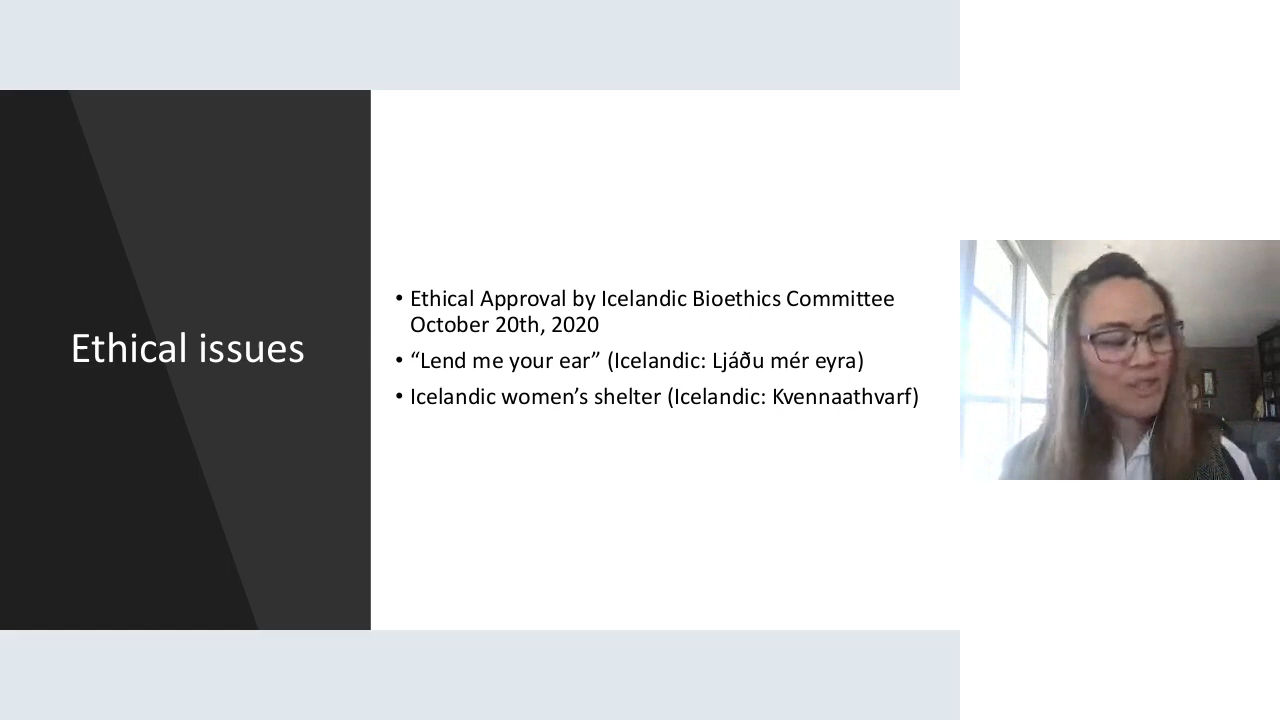 Ethical issues
• Ethical Approval by Icelandic Bioethics Committee
October 20th, 2020
• “Lend me your ear” (Icelandic: Ljáðu mér eyra)
• Icelandic women’s shelter (Icelandic: Kvennaathvarf)